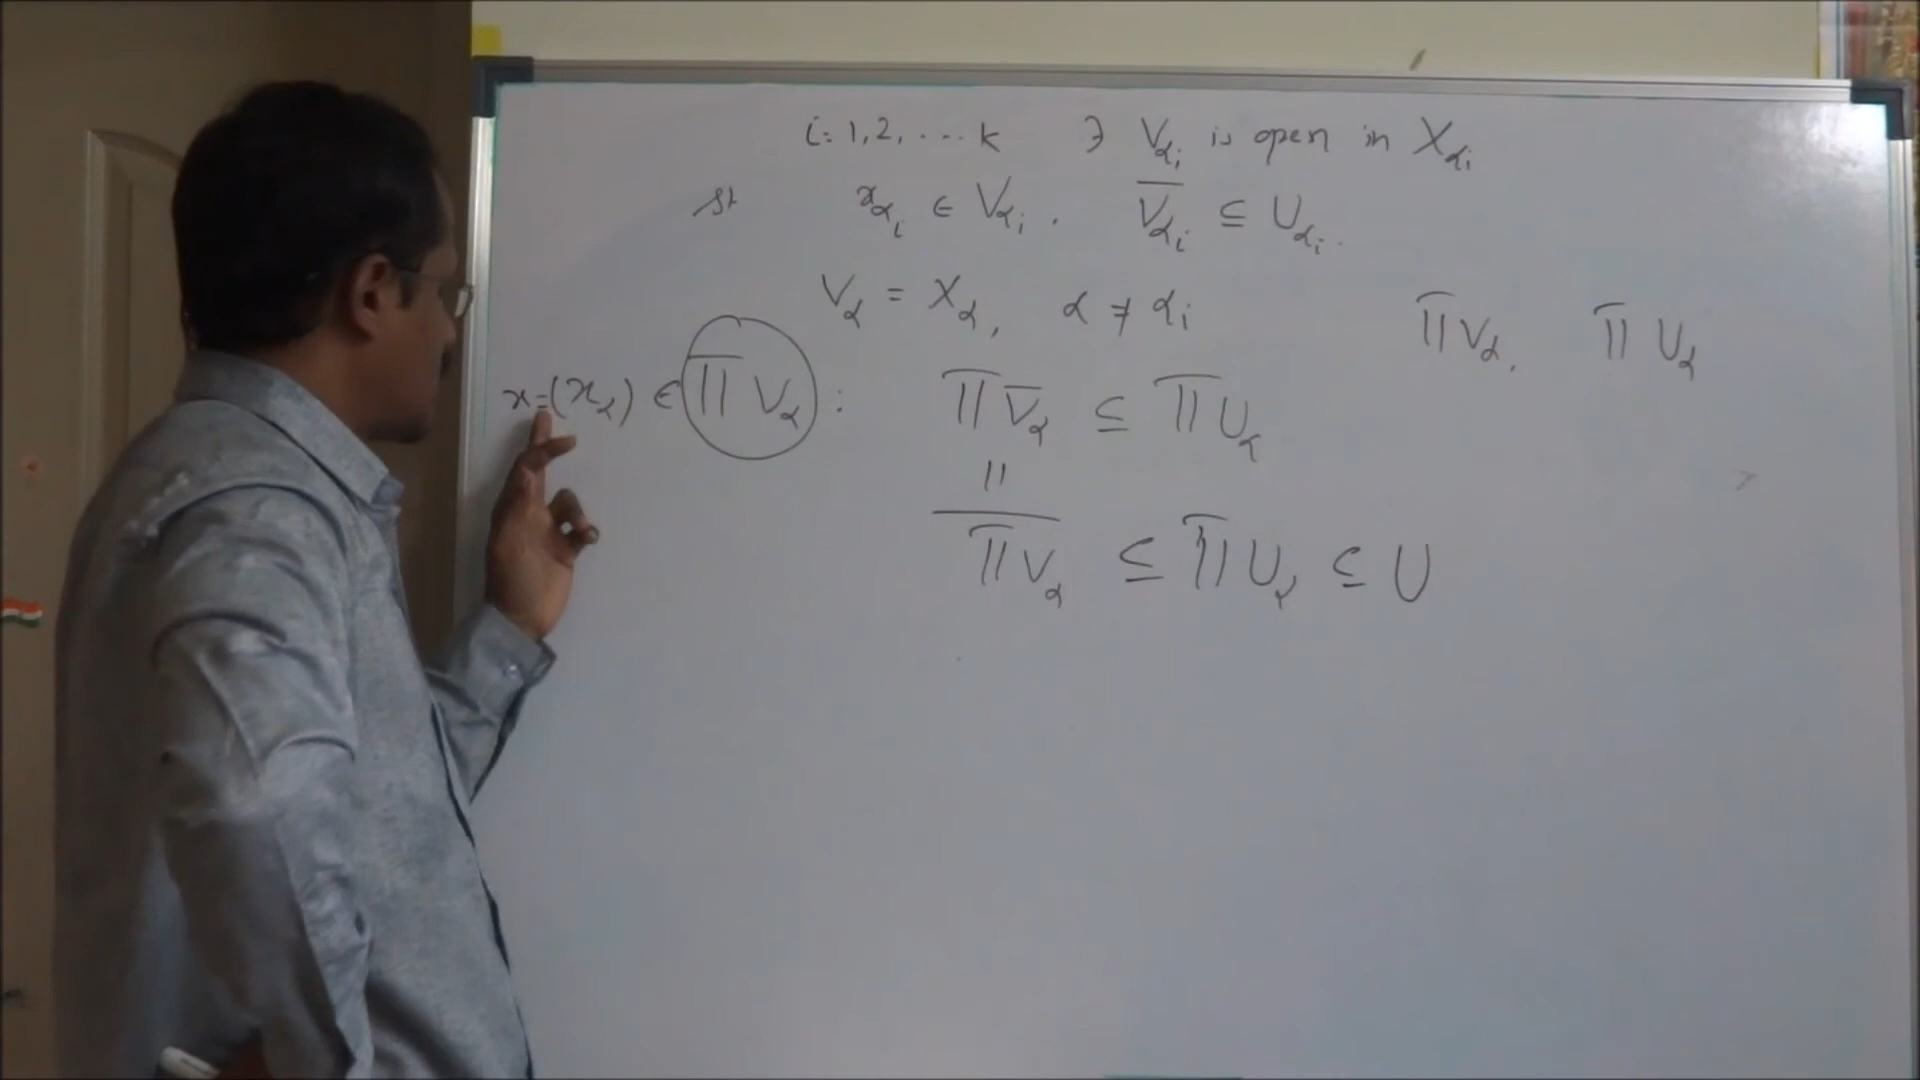 i = 1, 2, ... k ∃ V_{α_i} is open in X_{α_i}
st x_{α_i} ∈ V_{α_i}. \overline{V_{α_i}} ⊆ U_{α_i}.
V_α = X_α, α ≠ α_i
∏ V_α, ∏ U_α
x = (x_α) ∈ ∏ V_α : ∏ \overline{V_α} ⊆ ∏ U_α
||
\overline{∏ V_α} ⊆ ∏ U_α ⊆ U